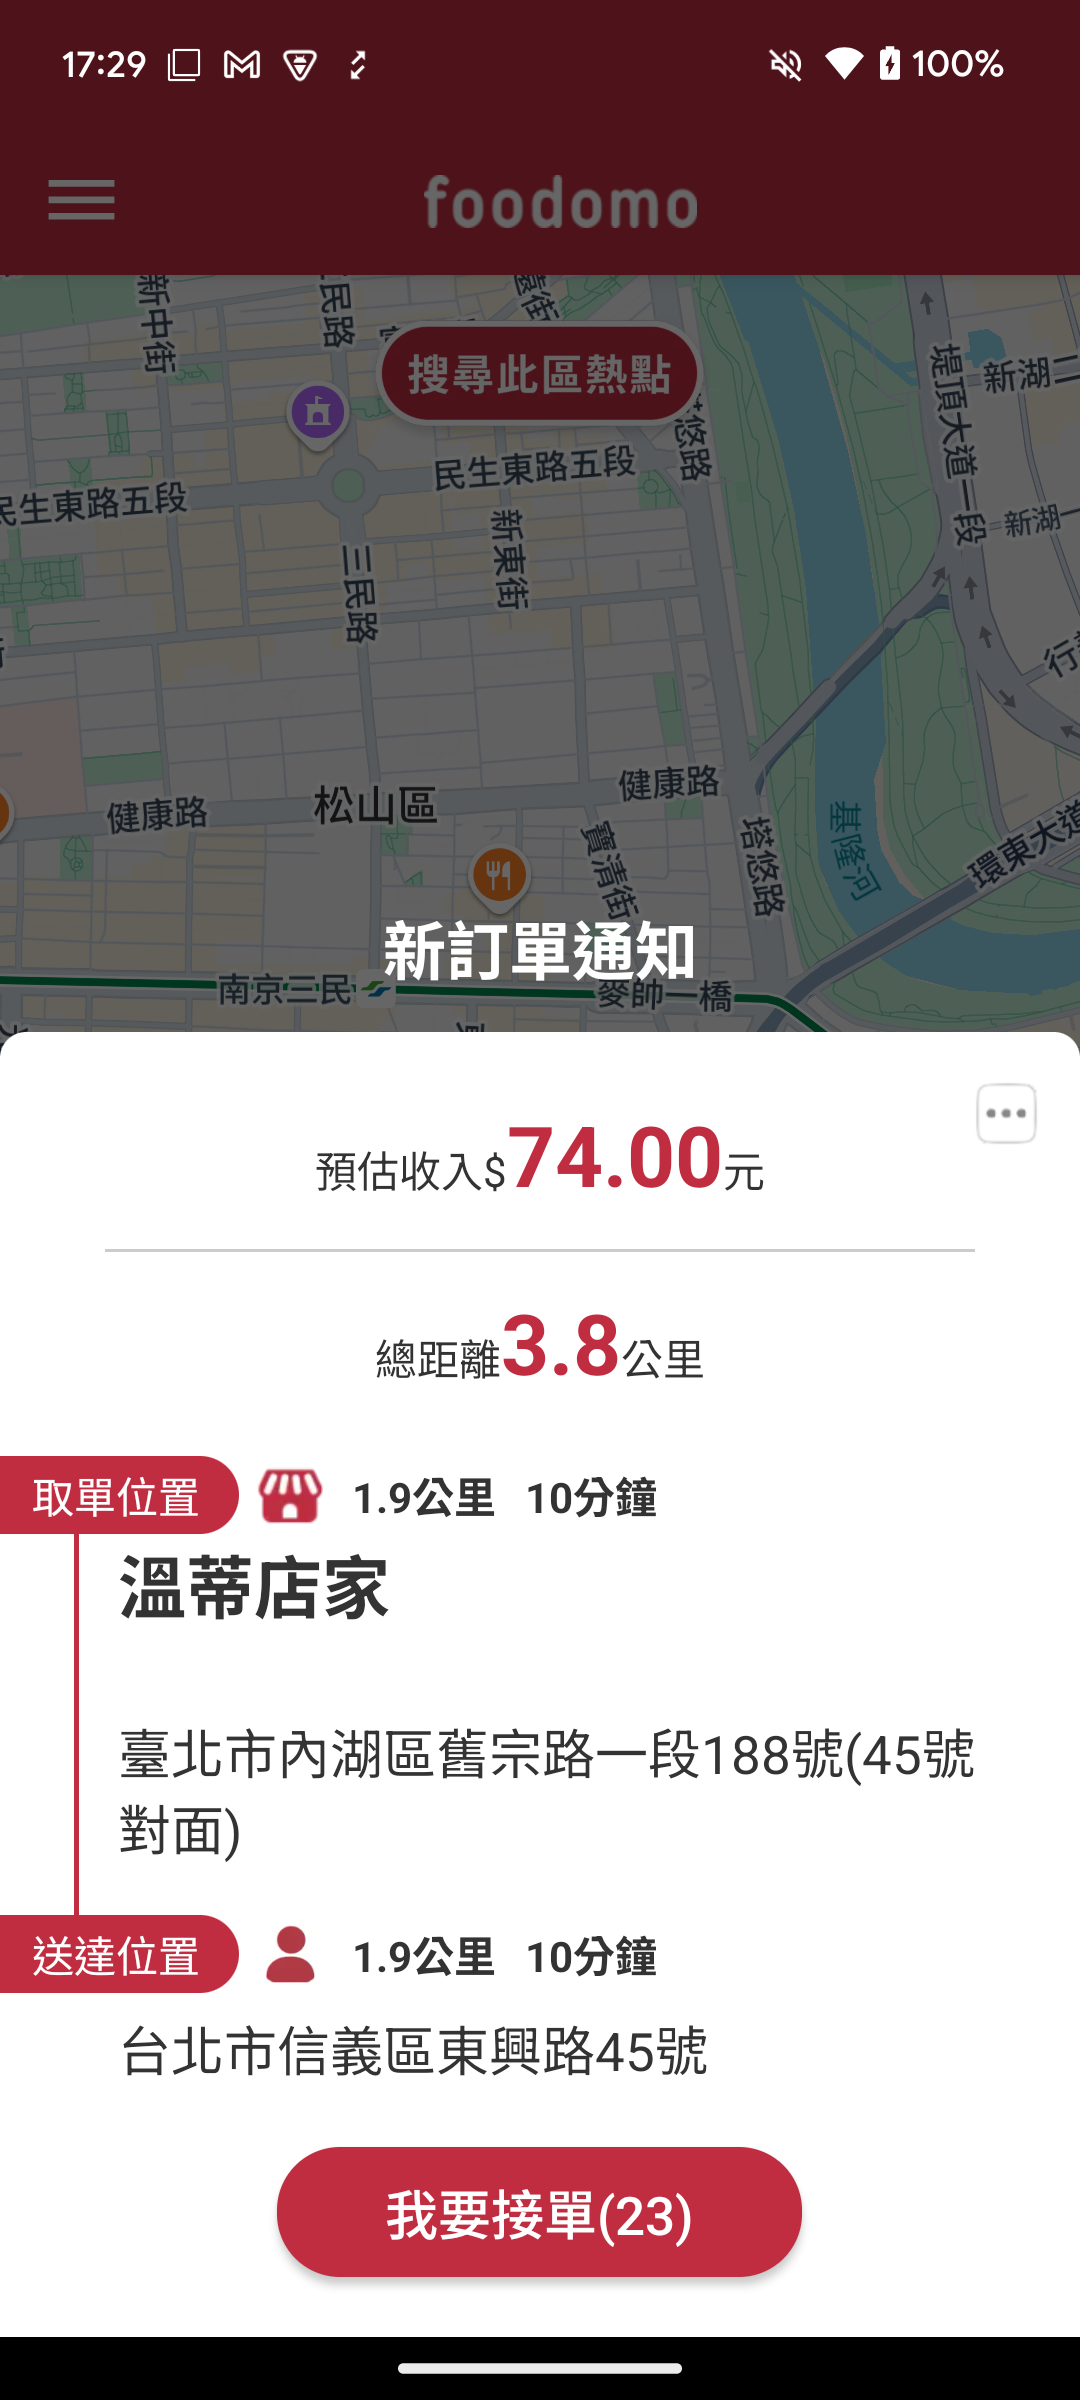 17:29
100%
foodomo
新中街
三民路
搜尋此區熱點
塔悠路
堤頂大道一段
新湖二
民生東路五段
民生東路五段
新東街
新湖一
三民路
行
健康路
松山區
健康路
寶清街
塔悠路
基隆河
環東大道
新訂單通知
南京三民
麥帥一橋
預估收入$74.00元
總距離3.8公里
取單位置
1.9公里 10分鐘
溫蒂店家
臺北市內湖區舊宗路一段188號(45號
對面)
送達位置
1.9公里 10分鐘
台北市信義區東興路45號
我要接單(23)